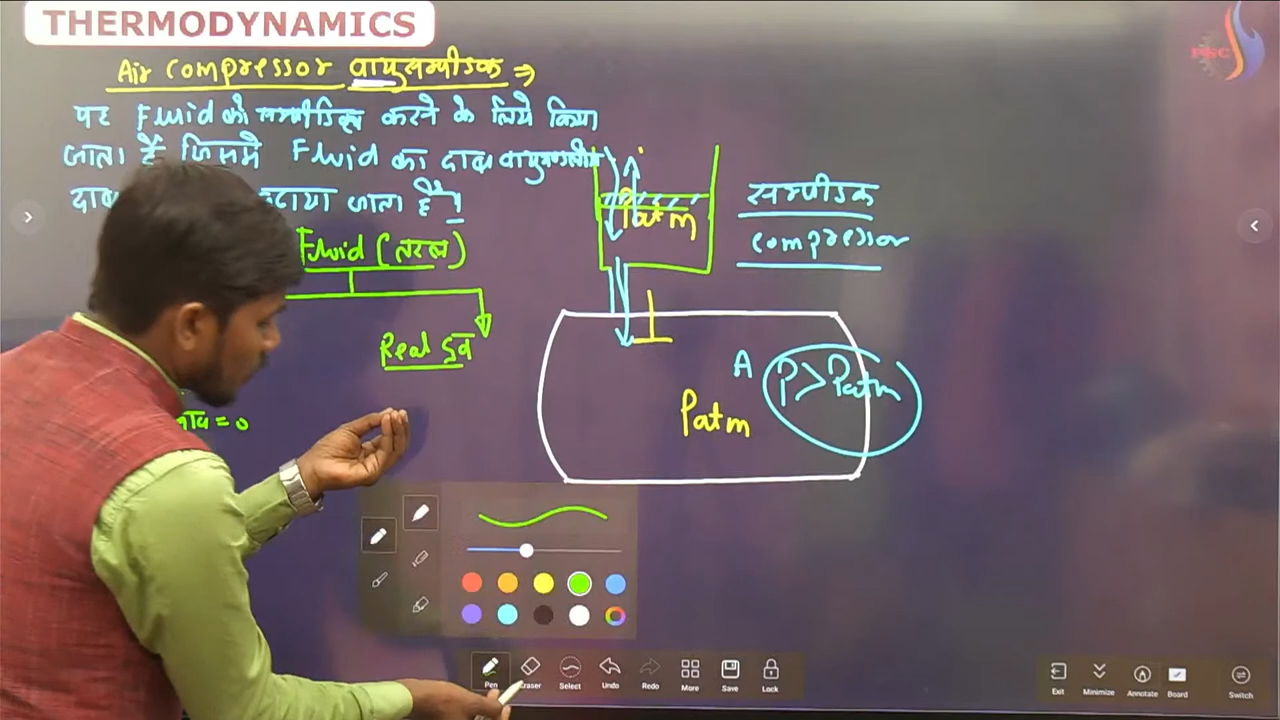 THERMODYNAMICS
Air compressor वायुसम्पीडक ⇒
यह Fluid को सम्पीडित करने के लिये किया
जाता है जिसमें Fluid का दाब वायुमण्डलीय
दाब बढाया जाता है।
Patm
सम्पीडक
compressor
Fluid (तरल)
Real द्रव
A P>Patm
Patm
=0
Pen
Eraser
Select
Undo
Redo
More
Save
Lock
Exit
Minimize
Annotate
Board
Switch